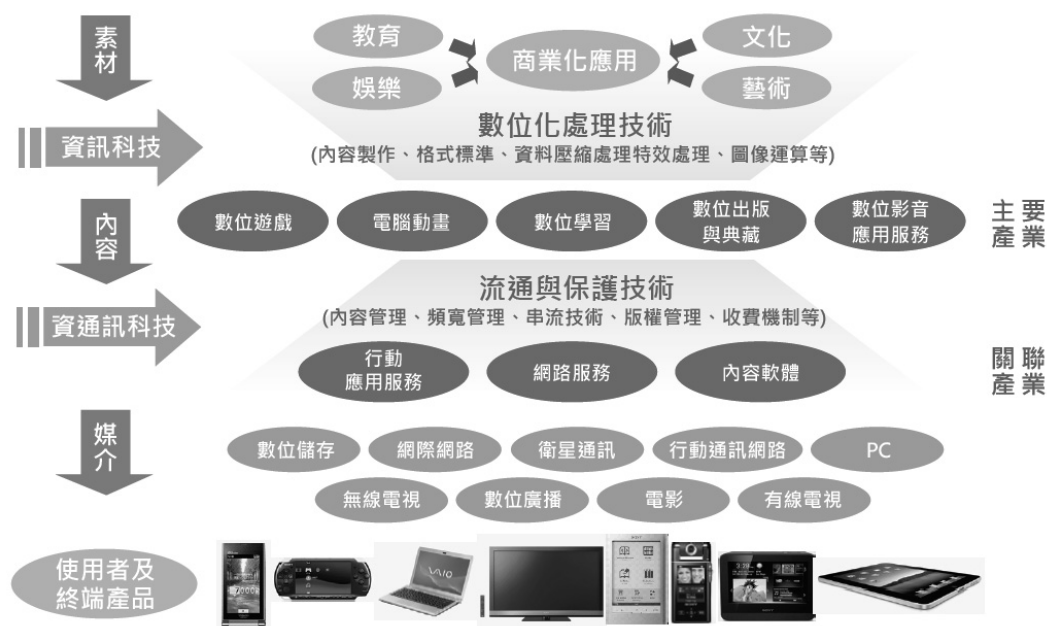 素材
教育
商業化應用
文化
娛樂
藝術
數位化處理技術
資訊科技
(內容製作、格式標準、資料壓縮處理特效處理、圖像運算等)
內容
數位遊戲
電腦動畫
數位學習
數位出版
與典藏
數位影音
應用服務
主要
產業
流通與保護技術
資通訊科技
(內容管理、頻寬管理、串流技術、版權管理、收費機制等)
行動
應用服務
網路服務
內容軟體
關聯
產業
媒介
數位儲存
網際網路
衛星通訊
行動通訊網路
PC
無線電視
數位廣播
電影
有線電視
使用者及
終端產品
VAIO
SONY
3:39